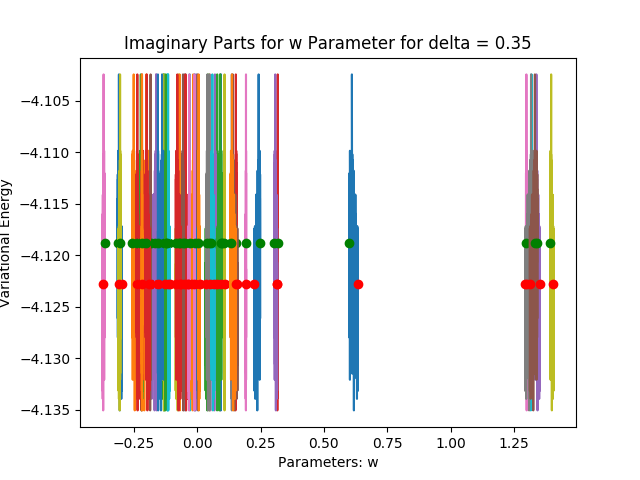 Imaginary Parts for w Parameter for delta = 0.35
Variational Energy
−4.105
−4.110
−4.115
−4.120
−4.125
−4.130
−4.135
−0.25 0.00 0.25 0.50 0.75 1.00 1.25
Parameters: w